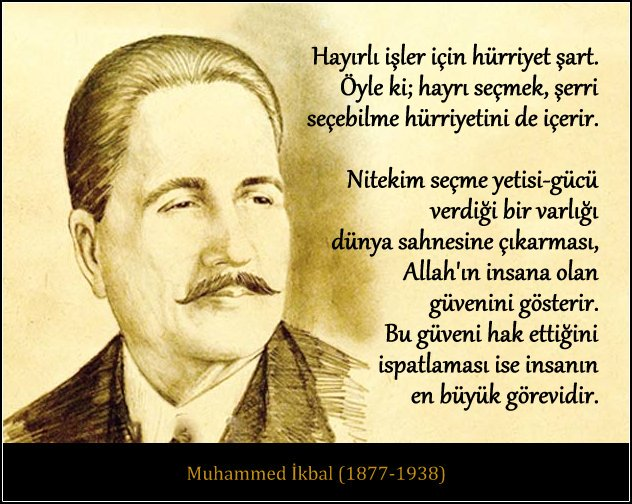 Hayırlı işler için hürriyet şart.
Öyle ki; hayrı seçmek, şerri
seçebilme hürriyetini de içerir.
Nitekim seçme yetisi-gücü
verdiği bir varlığı
dünya sahnesine çıkarması,
Allah'ın insana olan
güvenini gösterir.
Bu güveni hak ettiğini
ispatlaması ise insanın
en büyük görevidir.
Muhammed İkbal (1877-1938)